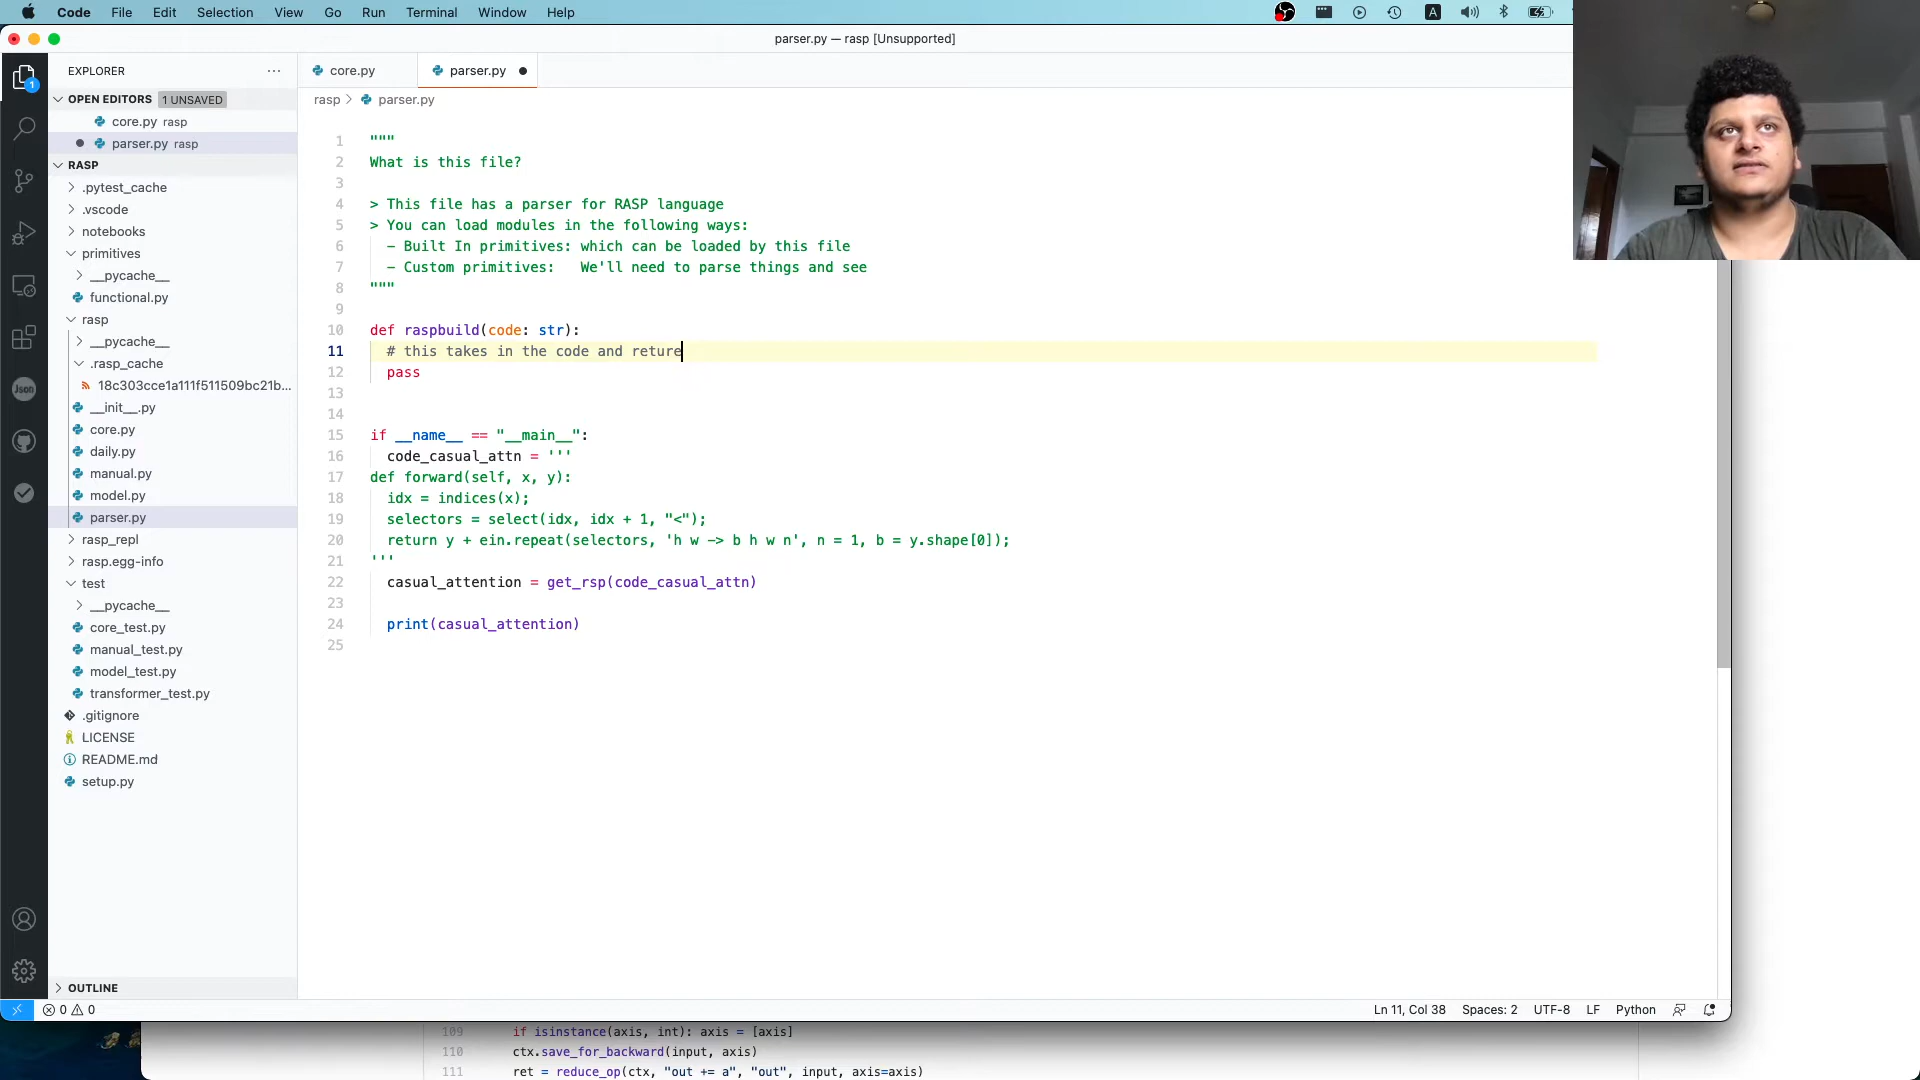 Code File Edit Selection View Go Run Terminal Window Help
A
parser.py — rasp [Unsupported]
EXPLORER
OPEN EDITORS 1 UNSAVED
core.py rasp
parser.py rasp
RASP
.pytest_cache
.vscode
notebooks
primitives
__pycache__
functional.py
rasp
__pycache__
.rasp_cache
18c303cce1a111f511509bc21b...
__init__.py
core.py
daily.py
manual.py
model.py
parser.py
rasp_repl
rasp.egg-info
test
__pycache__
core_test.py
manual_test.py
model_test.py
transformer_test.py
.gitignore
LICENSE
README.md
setup.py
OUTLINE
1
Json
core.py
parser.py
rasp > parser.py
1 """
2 What is this file?
3
4 > This file has a parser for RASP language
5 > You can load modules in the following ways:
6 - Built In primitives: which can be loaded by this file
7 - Custom primitives:   We'll need to parse things and see
8 """
9
10 def raspbuild(code: str):
11 # this takes in the code and reture
12 pass
13
14
15 if __name__ == "__main__":
16 code_casual_attn = '''
17 def forward(self, x, y):
18 idx = indices(x);
19 selectors = select(idx, idx + 1, "<");
20 return y + ein.repeat(selectors, 'h w -> b h w n', n = 1, b = y.shape[0]);
21 '''
22 casual_attention = get_rsp(code_casual_attn)
23
24 print(casual_attention)
25
0 0
Ln 11, Col 38 Spaces: 2 UTF-8 LF Python
109 if isinstance(axis, int): axis = [axis]
110 ctx.save_for_backward(input, axis)
111 ret = reduce_op(ctx, "out += a", "out", input, axis=axis)